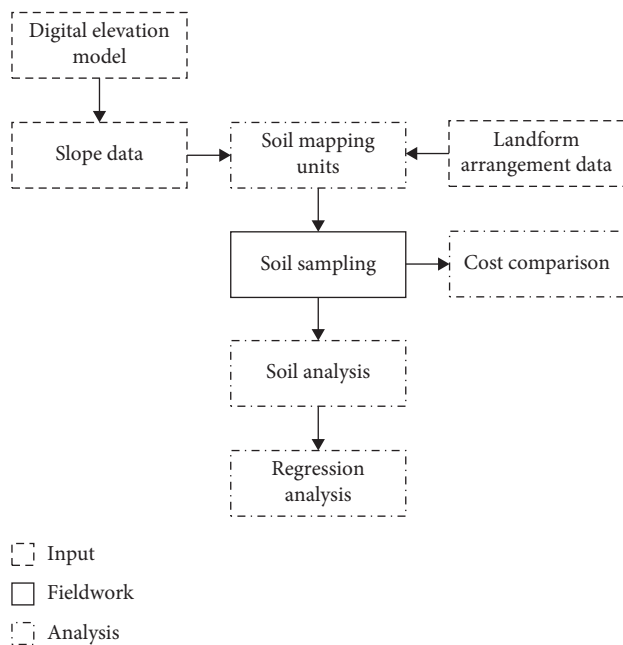 Digital elevation
model
Slope data
Soil mapping
units
Landform
arrangement data
Soil sampling
Cost comparison
Soil analysis
Regression
analysis
Input
Fieldwork
Analysis